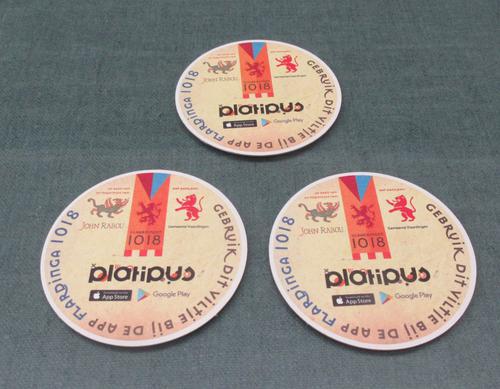 GEBRUIK DIT VILTJE BIJ DE APP FLARDINGA 1018
JOHN RABOU
1018
platipus
App Store
Google Play
GEBRUIK DIT VILTJE BIJ DE APP FLARDINGA 1018
JOHN RABOU
Gemeente Vlaardingen
1018
platipus
App Store
Google Play
GEBRUIK DIT VILTJE BIJ DE APP FLARDINGA 1018
JOHN RABOU
Gemeente Vlaardingen
1018
platipus
App Store
Google Play